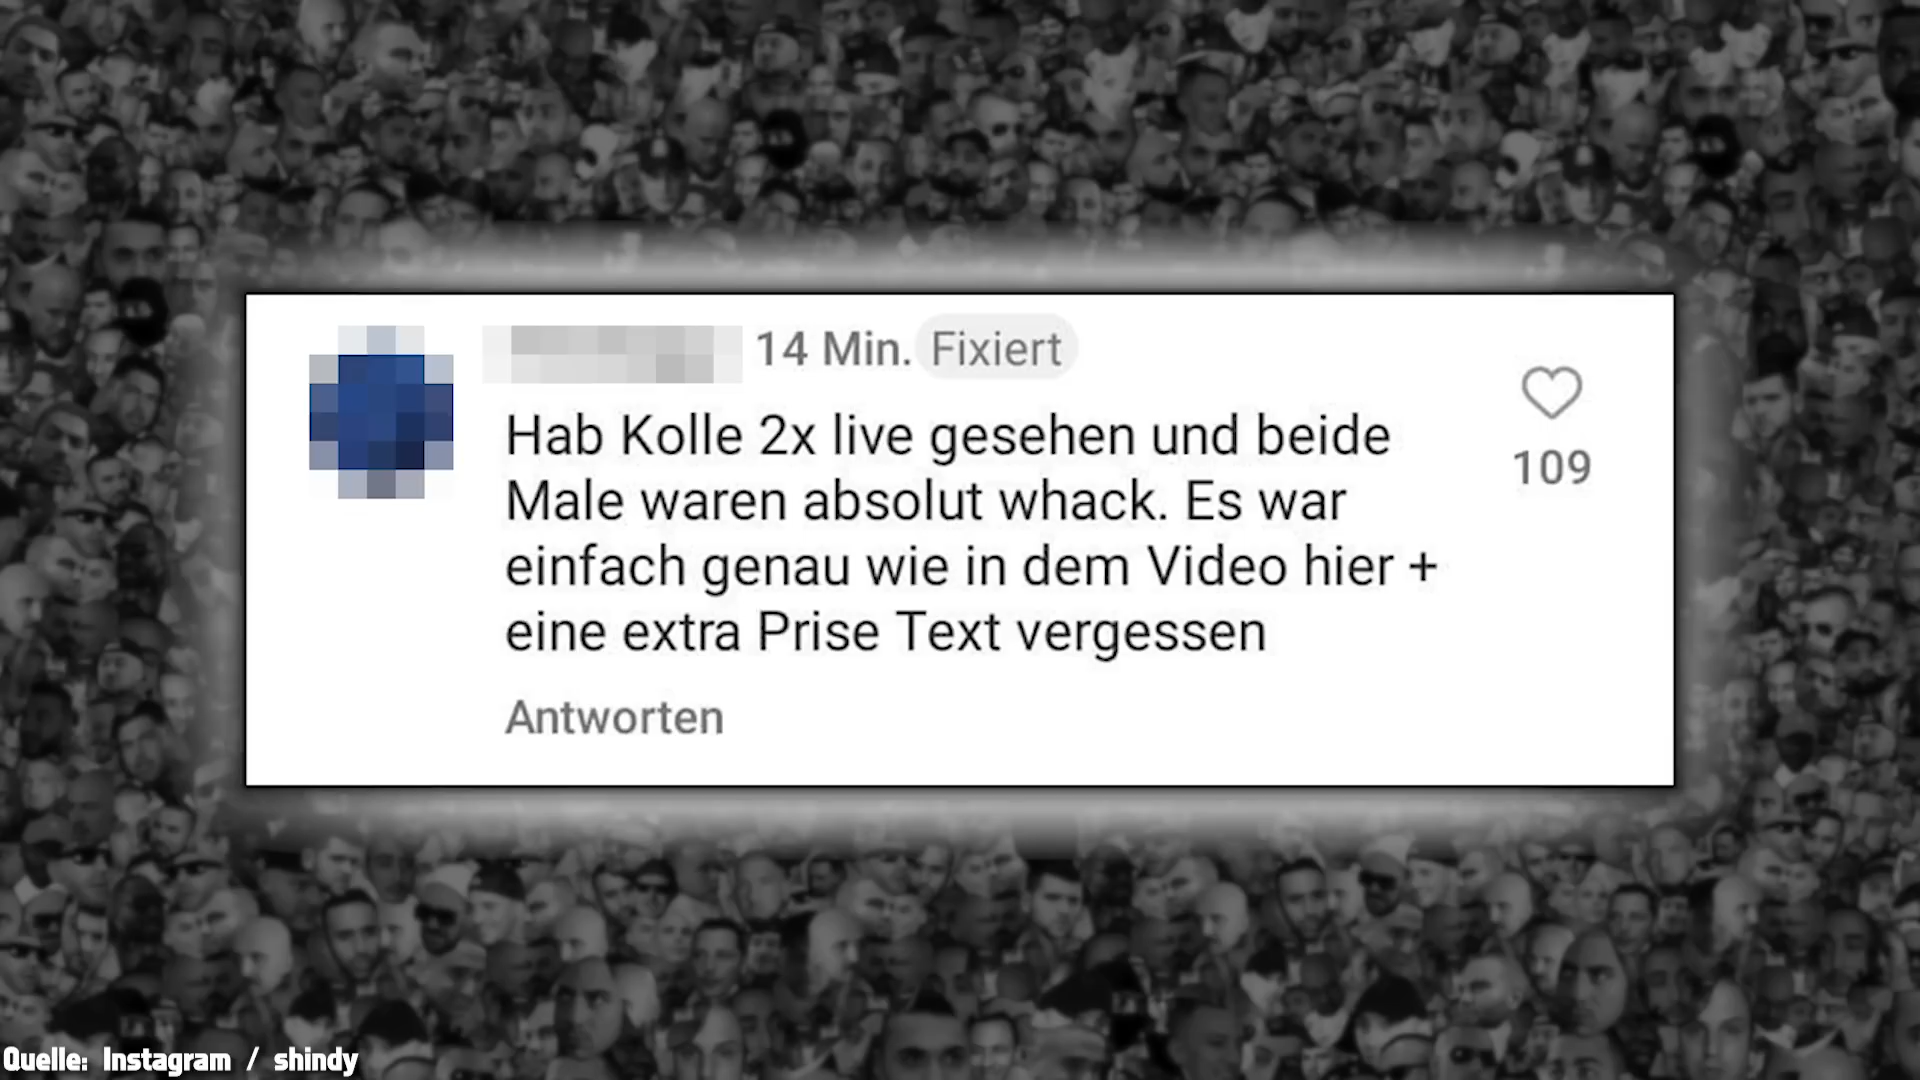 14 Min. Fixiert
Hab Kolle 2x live gesehen und beide
Male waren absolut whack. Es war
einfach genau wie in dem Video hier +
eine extra Prise Text vergessen
109
Antworten
Quelle: Instagram / shindy